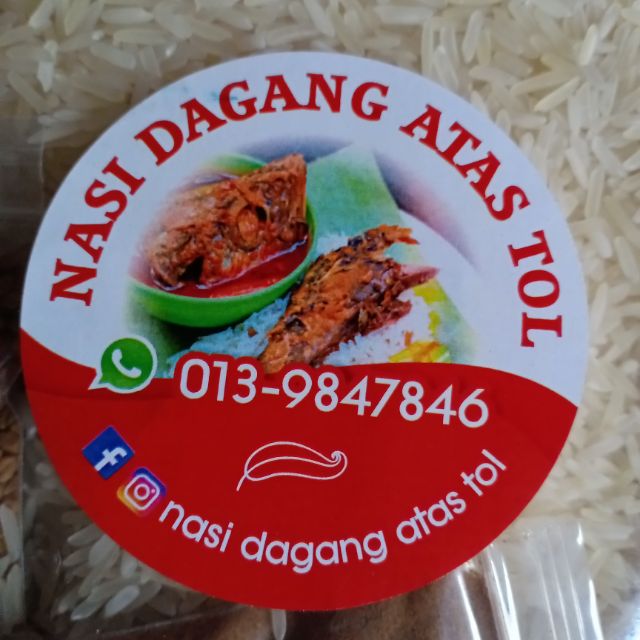 NASI DAGANG ATAS TOL
013-9847846
nasi dagang atas tol